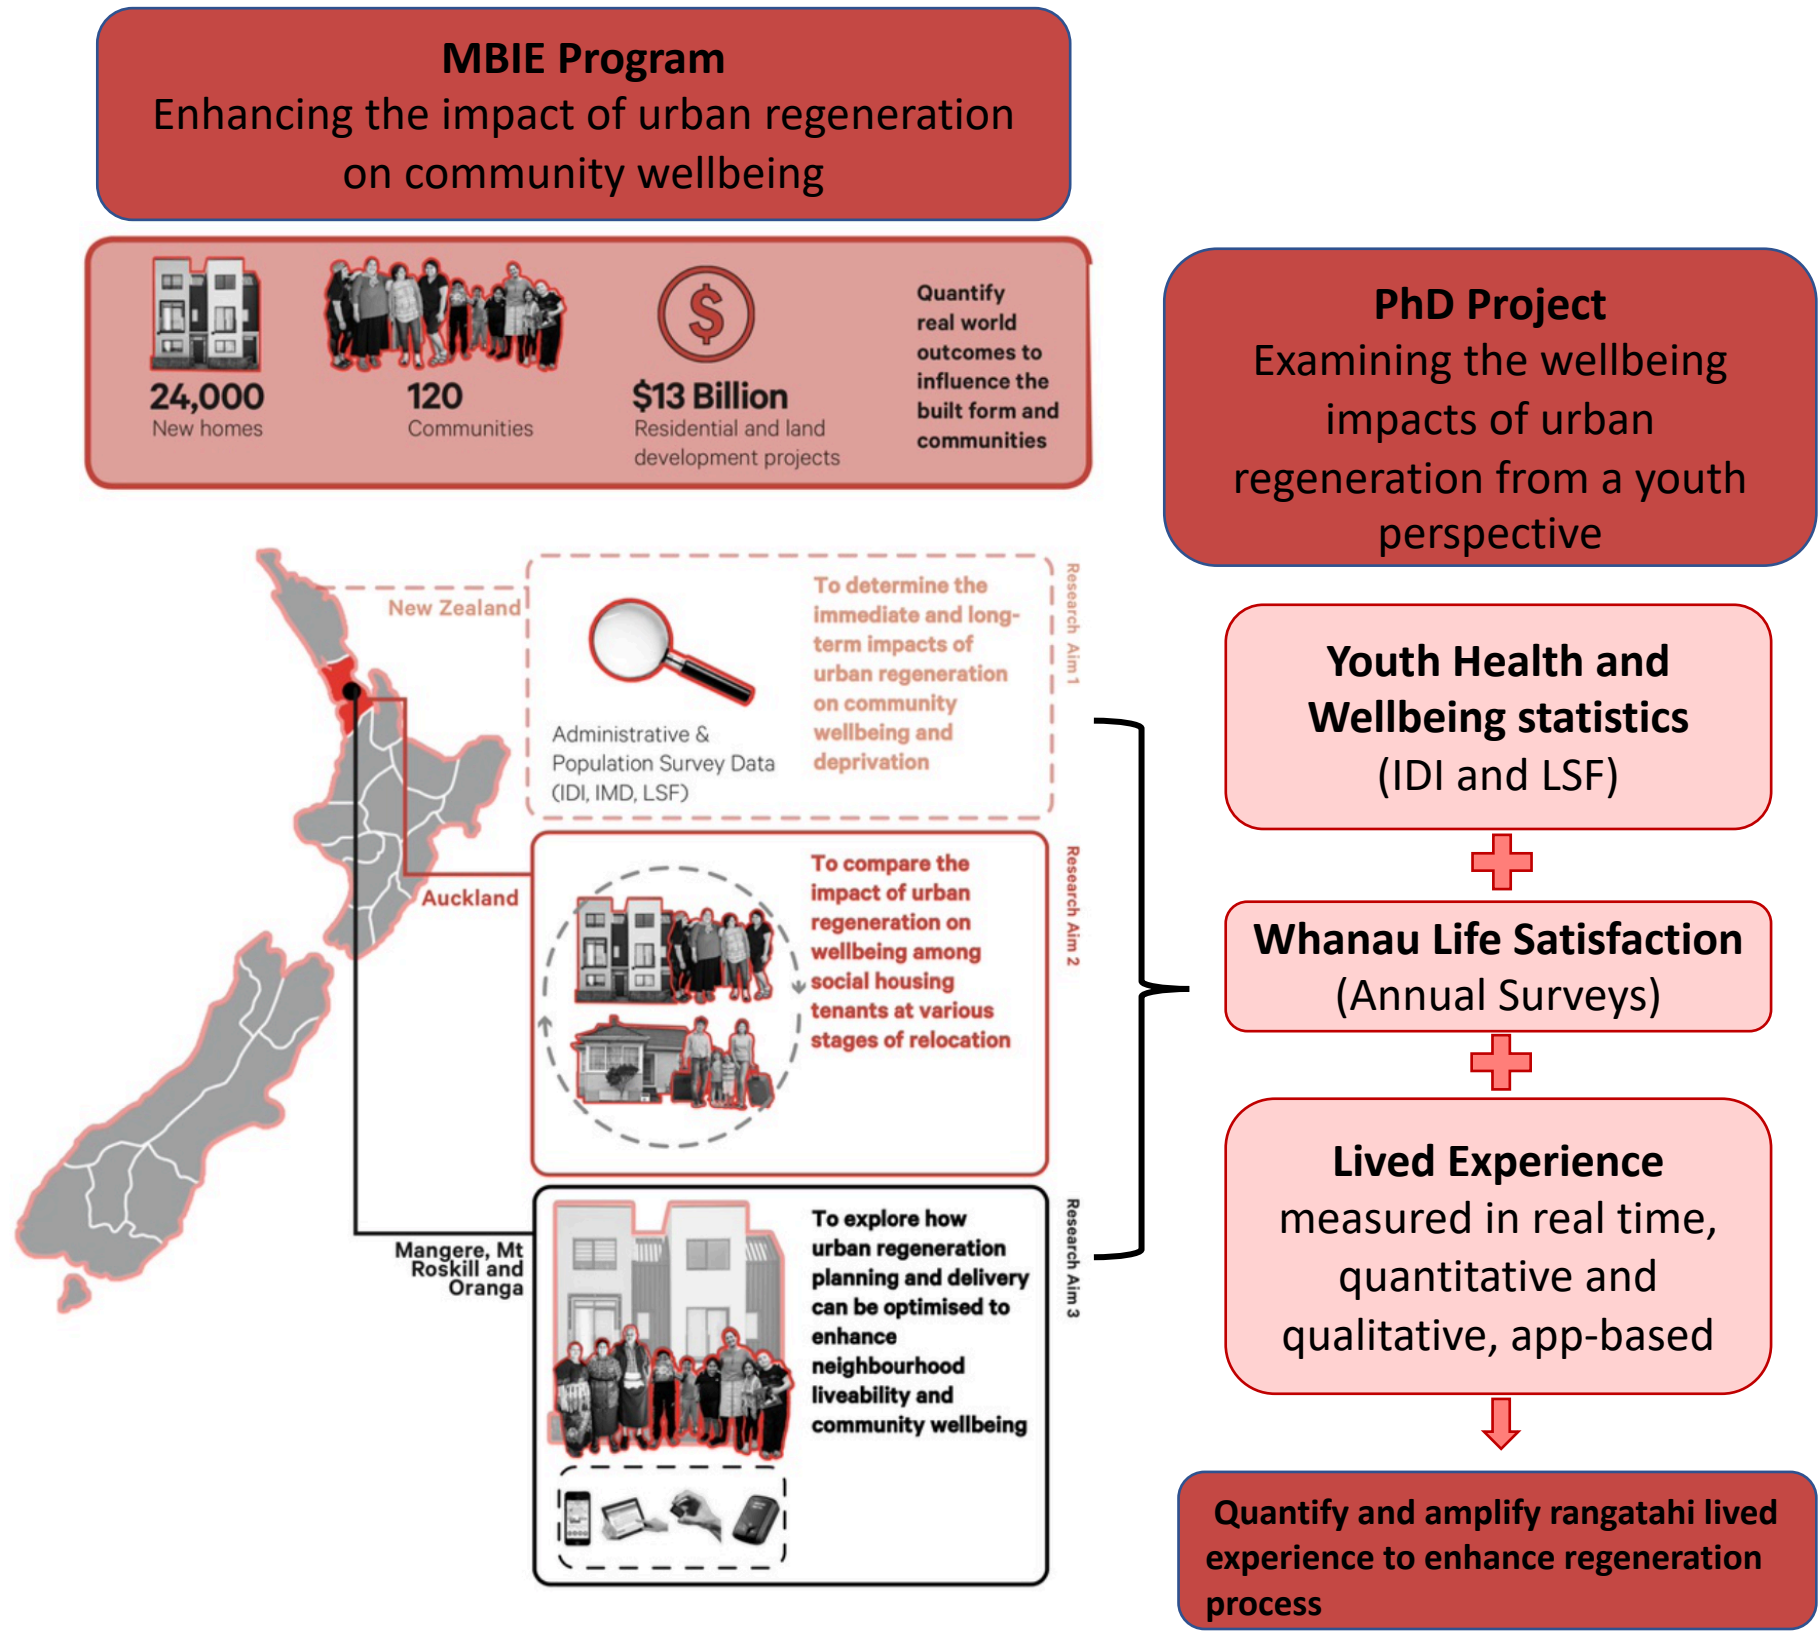 MBIE Program
Enhancing the impact of urban regeneration
on community wellbeing
24,000
New homes
120
Communities
$
$13 Billion
Residential and land
development projects
Quantify
real world
outcomes to
influence the
built form and
communities
PhD Project
Examining the wellbeing
impacts of urban
regeneration from a youth
perspective
New Zealand
Administrative &
Population Survey Data
(IDI, IMD, LSF)
To determine the
immediate and long-
term impacts of
urban regeneration
on community
wellbeing and
deprivation
Research Aim 1
Auckland
To compare the
impact of urban
regeneration on
wellbeing among
social housing
tenants at various
stages of relocation
Research Aim 2
Mangere, Mt
Roskill and
Oranga
To explore how
urban regeneration
planning and delivery
can be optimised to
enhance
neighbourhood
liveability and
community wellbeing
Research Aim 3
Youth Health and
Wellbeing statistics
(IDI and LSF)
Whanau Life Satisfaction
(Annual Surveys)
Lived Experience
measured in real time,
quantitative and
qualitative, app-based
Quantify and amplify rangatahi lived
experience to enhance regeneration
process